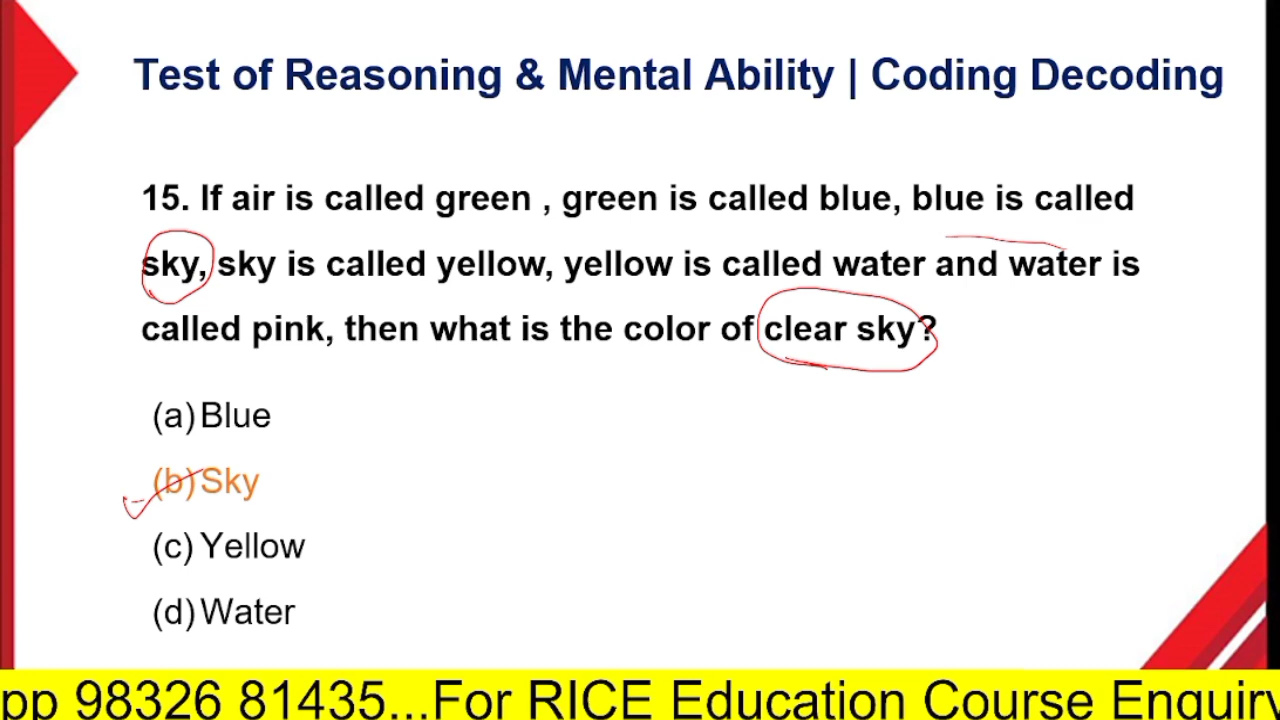 Test of Reasoning & Mental Ability | Coding Decoding
15. If air is called green , green is called blue, blue is called
sky, sky is called yellow, yellow is called water and water is
called pink, then what is the color of clear sky?
(a) Blue
(b) Sky
(c) Yellow
(d) Water
pp 98326 81435...For RICE Education Course Enquiry